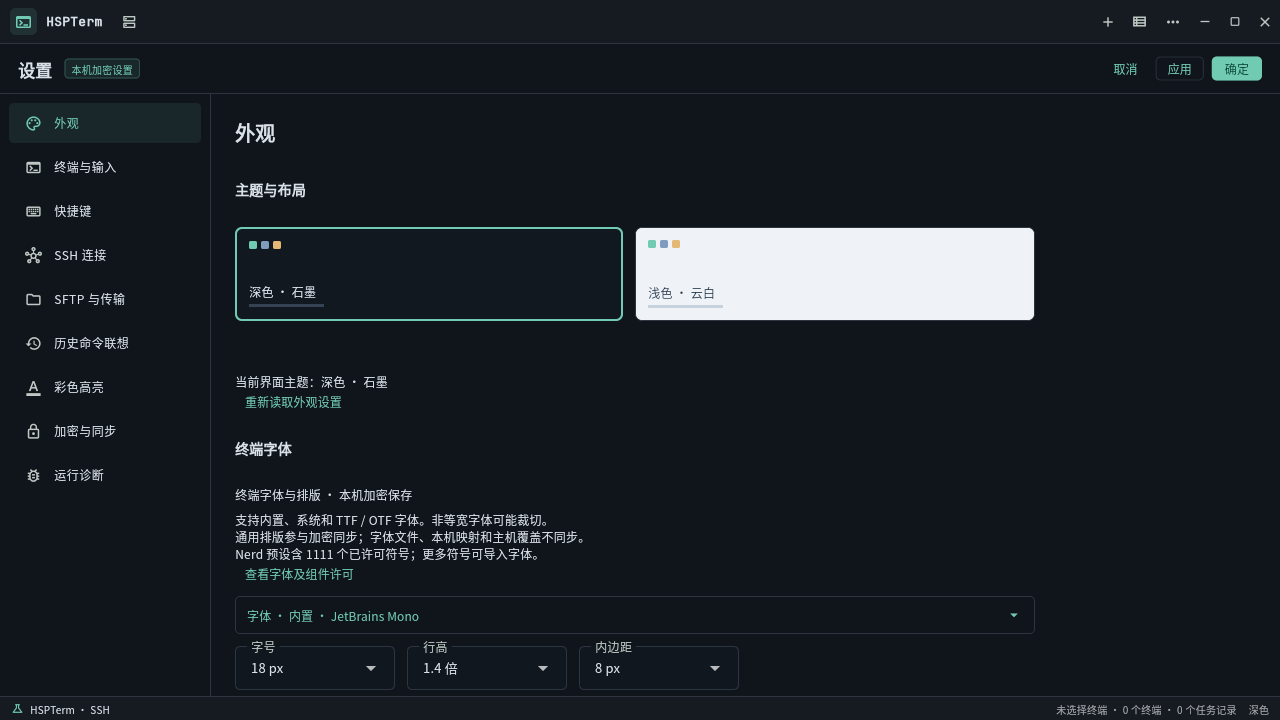 HSPTerm
设置
本机加密设置
取消
应用
确定
外观
终端与输入
快捷键
SSH 连接
SFTP 与传输
历史命令联想
彩色高亮
加密与同步
运行诊断
外观
主题与布局
深色 · 石墨
浅色 · 云白
当前界面主题：深色 · 石墨
重新读取外观设置
终端字体
终端字体与排版 · 本机加密保存
支持内置、系统和 TTF / OTF 字体。非等宽字体可能裁切。
通用排版参与加密同步；字体文件、本机映射和主机覆盖不同步。
Nerd 预设含 1111 个已许可符号；更多符号可导入字体。
查看字体及组件许可
字体 · 内置 · JetBrains Mono
字号
18 px
行高
1.4 倍
内边距
8 px
HSPTerm · SSH
未选择终端 · 0 个终端 · 0 个任务记录
深色